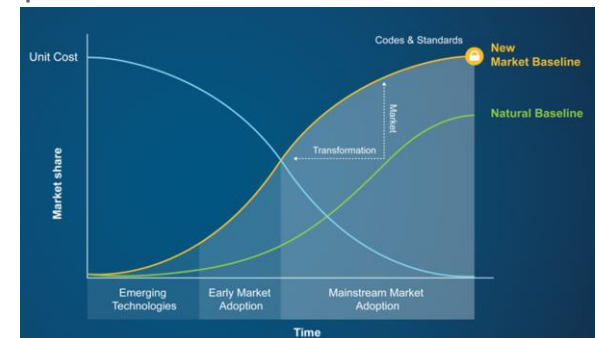 Codes & Standards
New
Market Baseline
Unit Cost
Natural Baseline
Market
Transformation
Market share
Emerging
Technologies
Early Market
Adoption
Mainstream Market
Adoption
Time